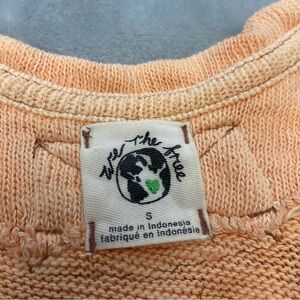 We The Free
S
made in Indonesia
fabriqué en Indonésie